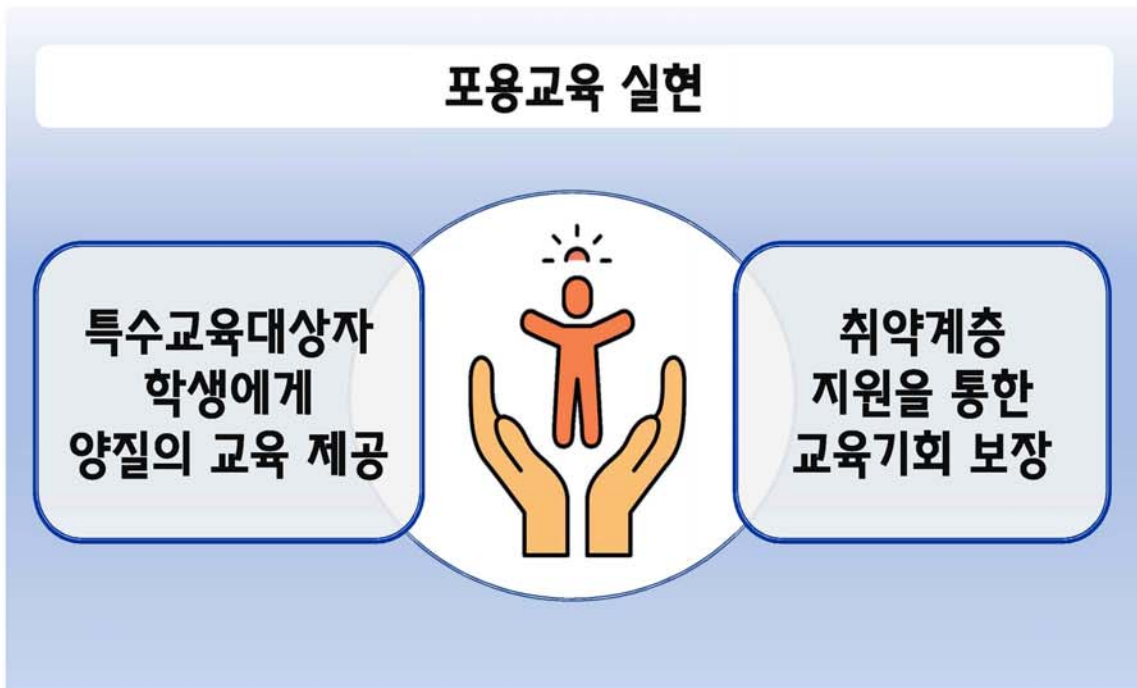 포용교육 실현
특수교육대상자
학생에게
양질의 교육 제공
취약계층
지원을 통한
교육기회 보장